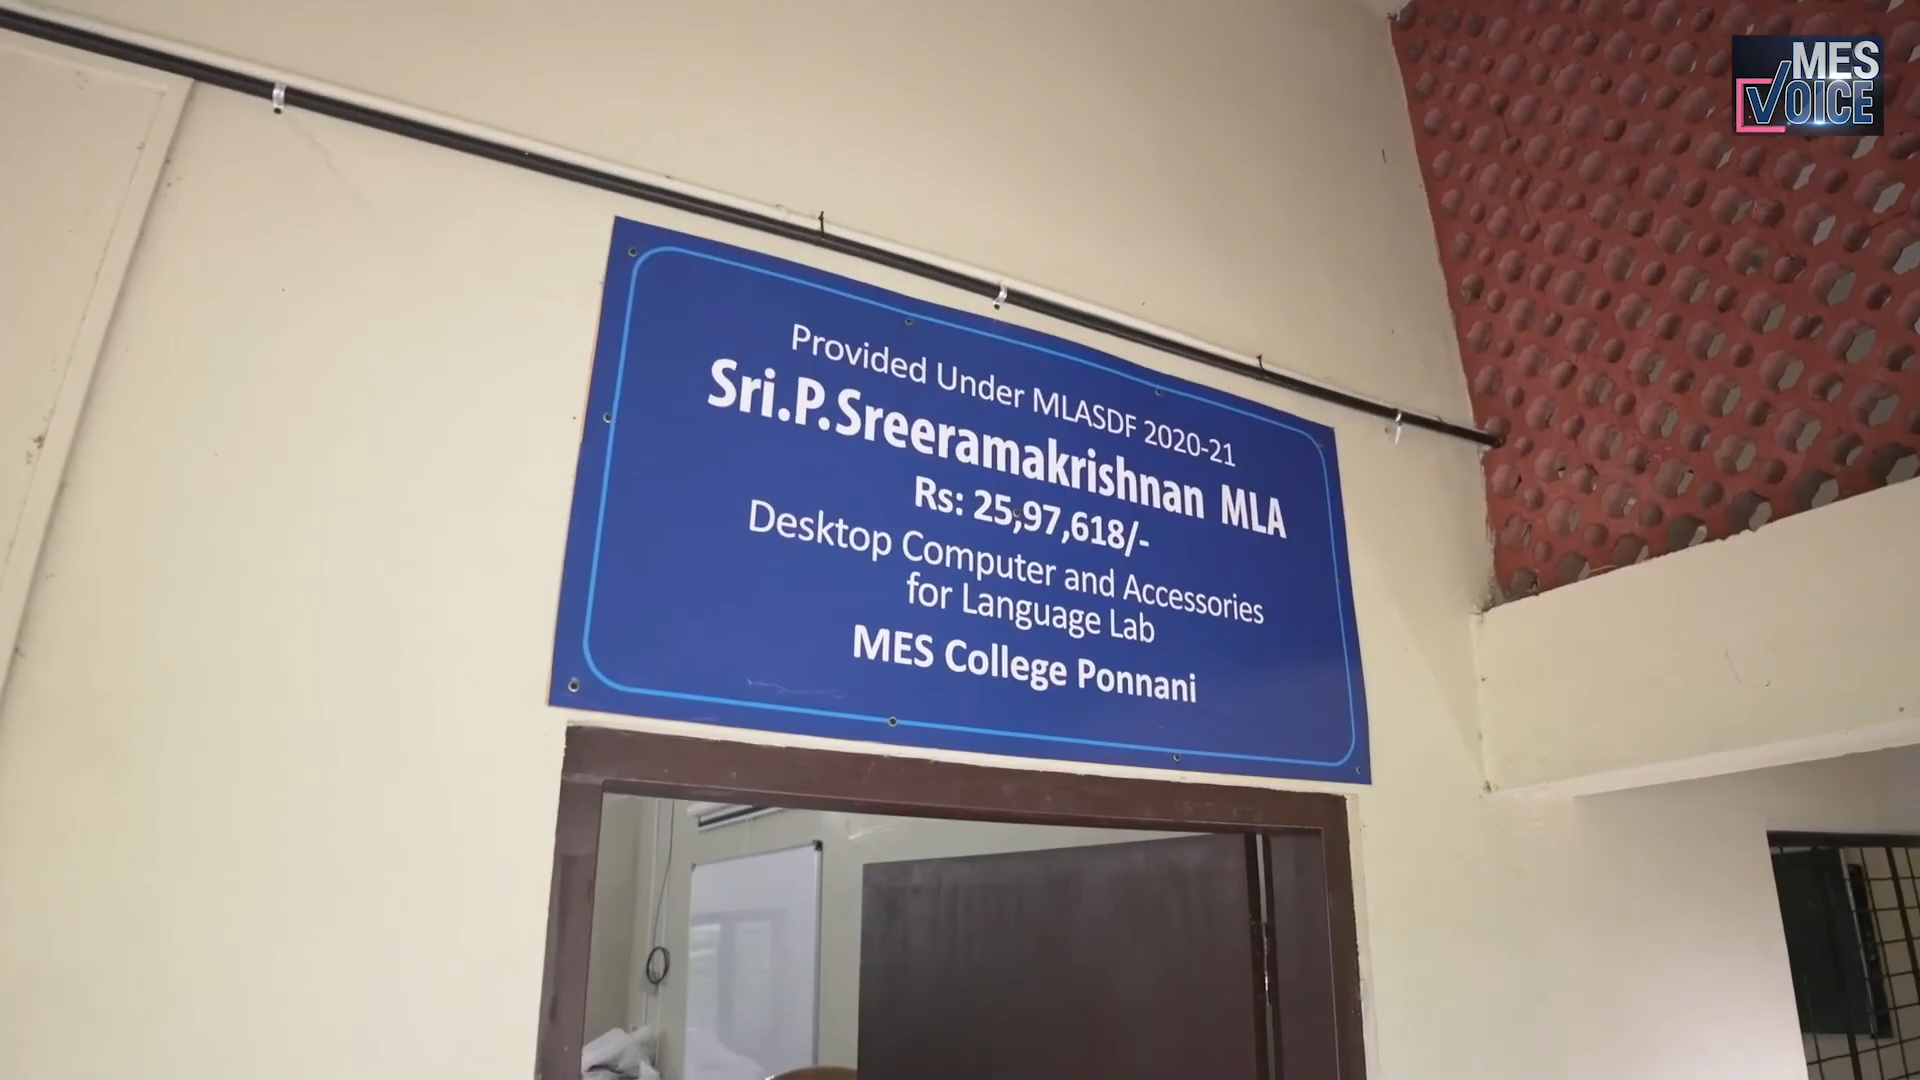 MES
VOICE
Provided Under MLASDF 2020-21
Sri.P.Sreeramakrishnan MLA
Rs: 25,97,618/-
Desktop Computer and Accessories
for Language Lab
MES College Ponnani